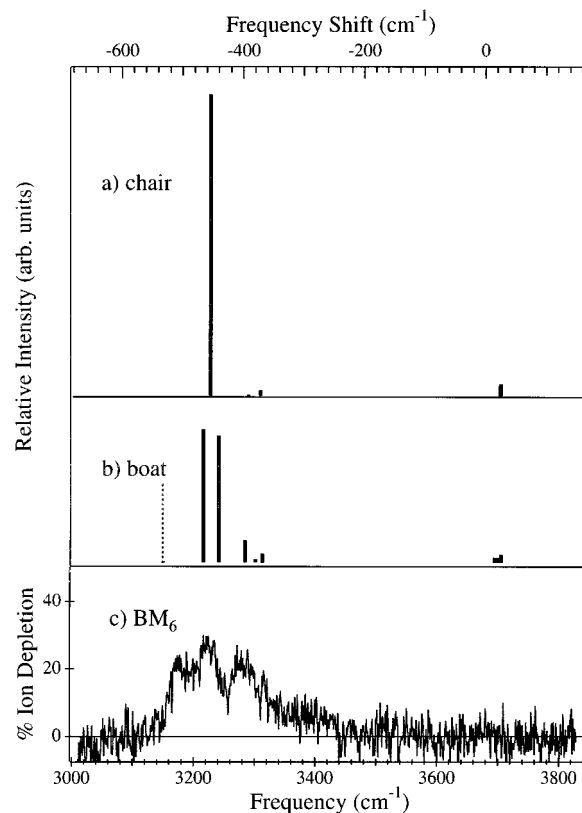 Frequency Shift (cm⁻¹)
-600 -400 -200 0
Relative Intensity (arb. units)
a) chair
b) boat
% Ion Depletion
40
20
0
c) BM₆
3000 3200 3400 3600 3800
Frequency (cm⁻¹)